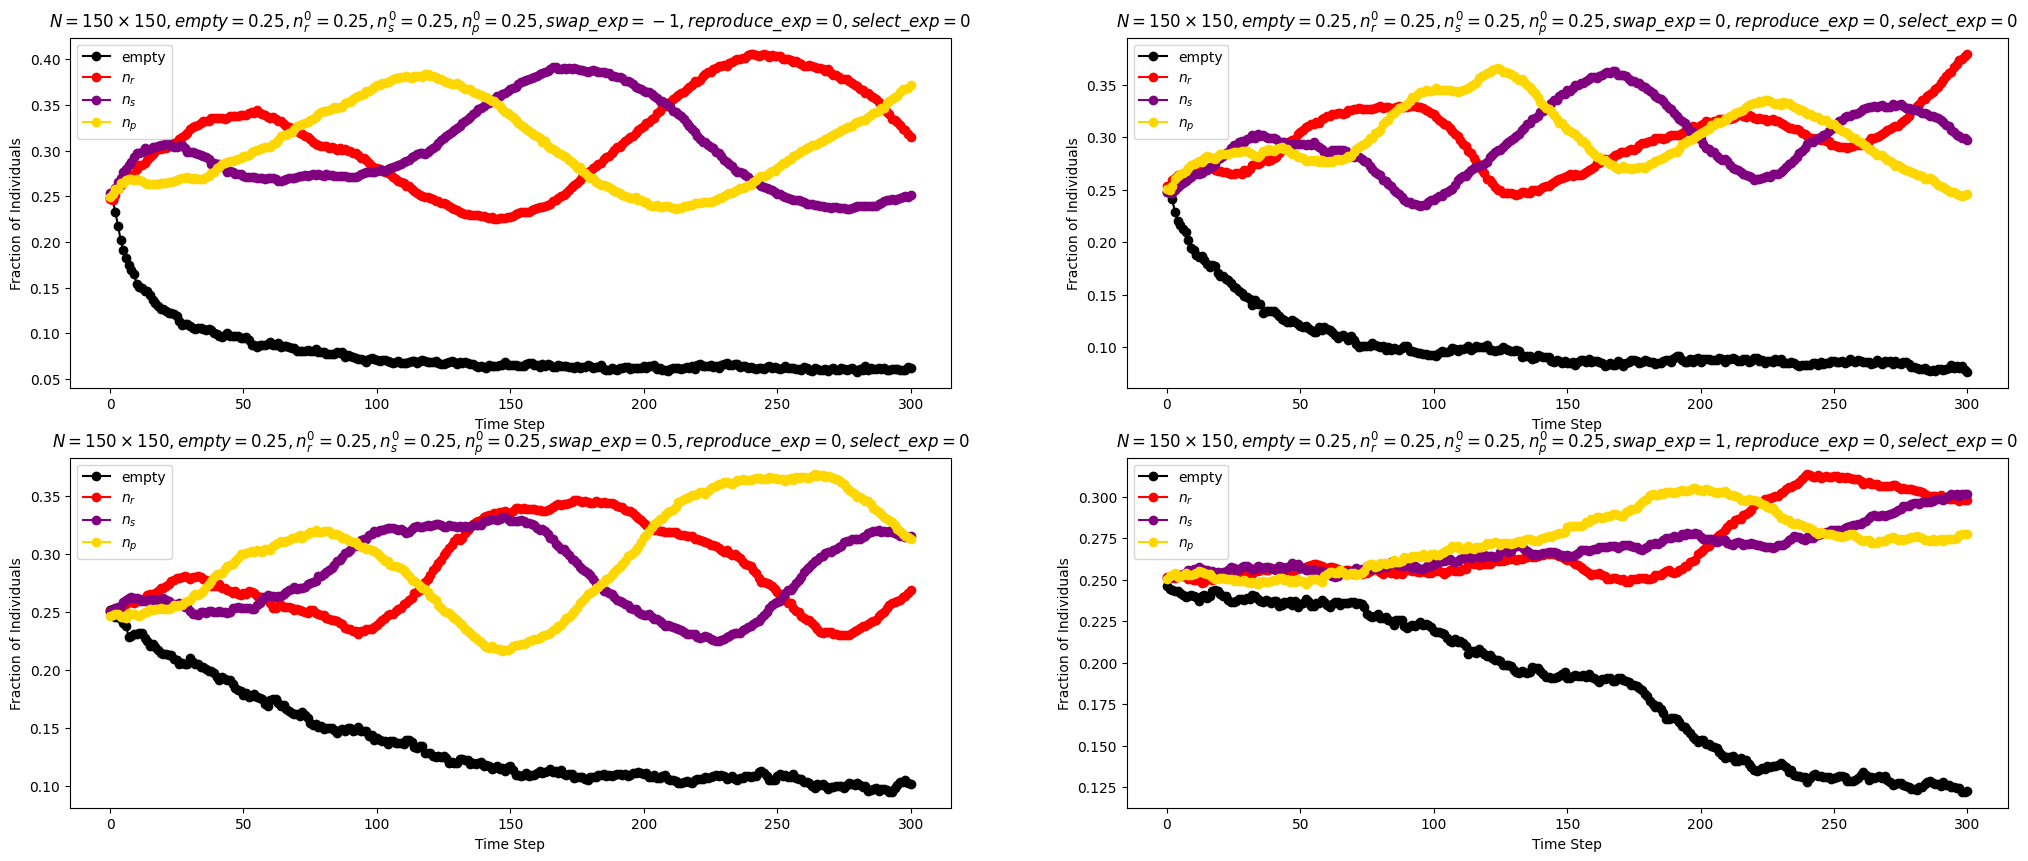 N = 150 × 150, empty = 0.25, n_r^0 = 0.25, n_s^0 = 0.25, n_p^0 = 0.25, swap_exp = −1, reproduce_exp = 0, select_exp = 0
0.40
0.35
0.30
0.25
0.20
0.15
0.10
0.05
Fraction of Individuals
empty
n_r
n_s
n_p
0 50 100 150 200 250 300
Time Step
N = 150 × 150, empty = 0.25, n_r^0 = 0.25, n_s^0 = 0.25, n_p^0 = 0.25, swap_exp = 0, reproduce_exp = 0, select_exp = 0
0.35
0.30
0.25
0.20
0.15
0.10
Fraction of Individuals
empty
n_r
n_s
n_p
0 50 100 150 200 250 300
Time Step
N = 150 × 150, empty = 0.25, n_r^0 = 0.25, n_s^0 = 0.25, n_p^0 = 0.25, swap_exp = 0.5, reproduce_exp = 0, select_exp = 0
0.35
0.30
0.25
0.20
0.15
0.10
Fraction of Individuals
empty
n_r
n_s
n_p
0 50 100 150 200 250 300
Time Step
N = 150 × 150, empty = 0.25, n_r^0 = 0.25, n_s^0 = 0.25, n_p^0 = 0.25, swap_exp = 1, reproduce_exp = 0, select_exp = 0
0.300
0.275
0.250
0.225
0.200
0.175
0.150
0.125
Fraction of Individuals
empty
n_r
n_s
n_p
0 50 100 150 200 250 300
Time Step